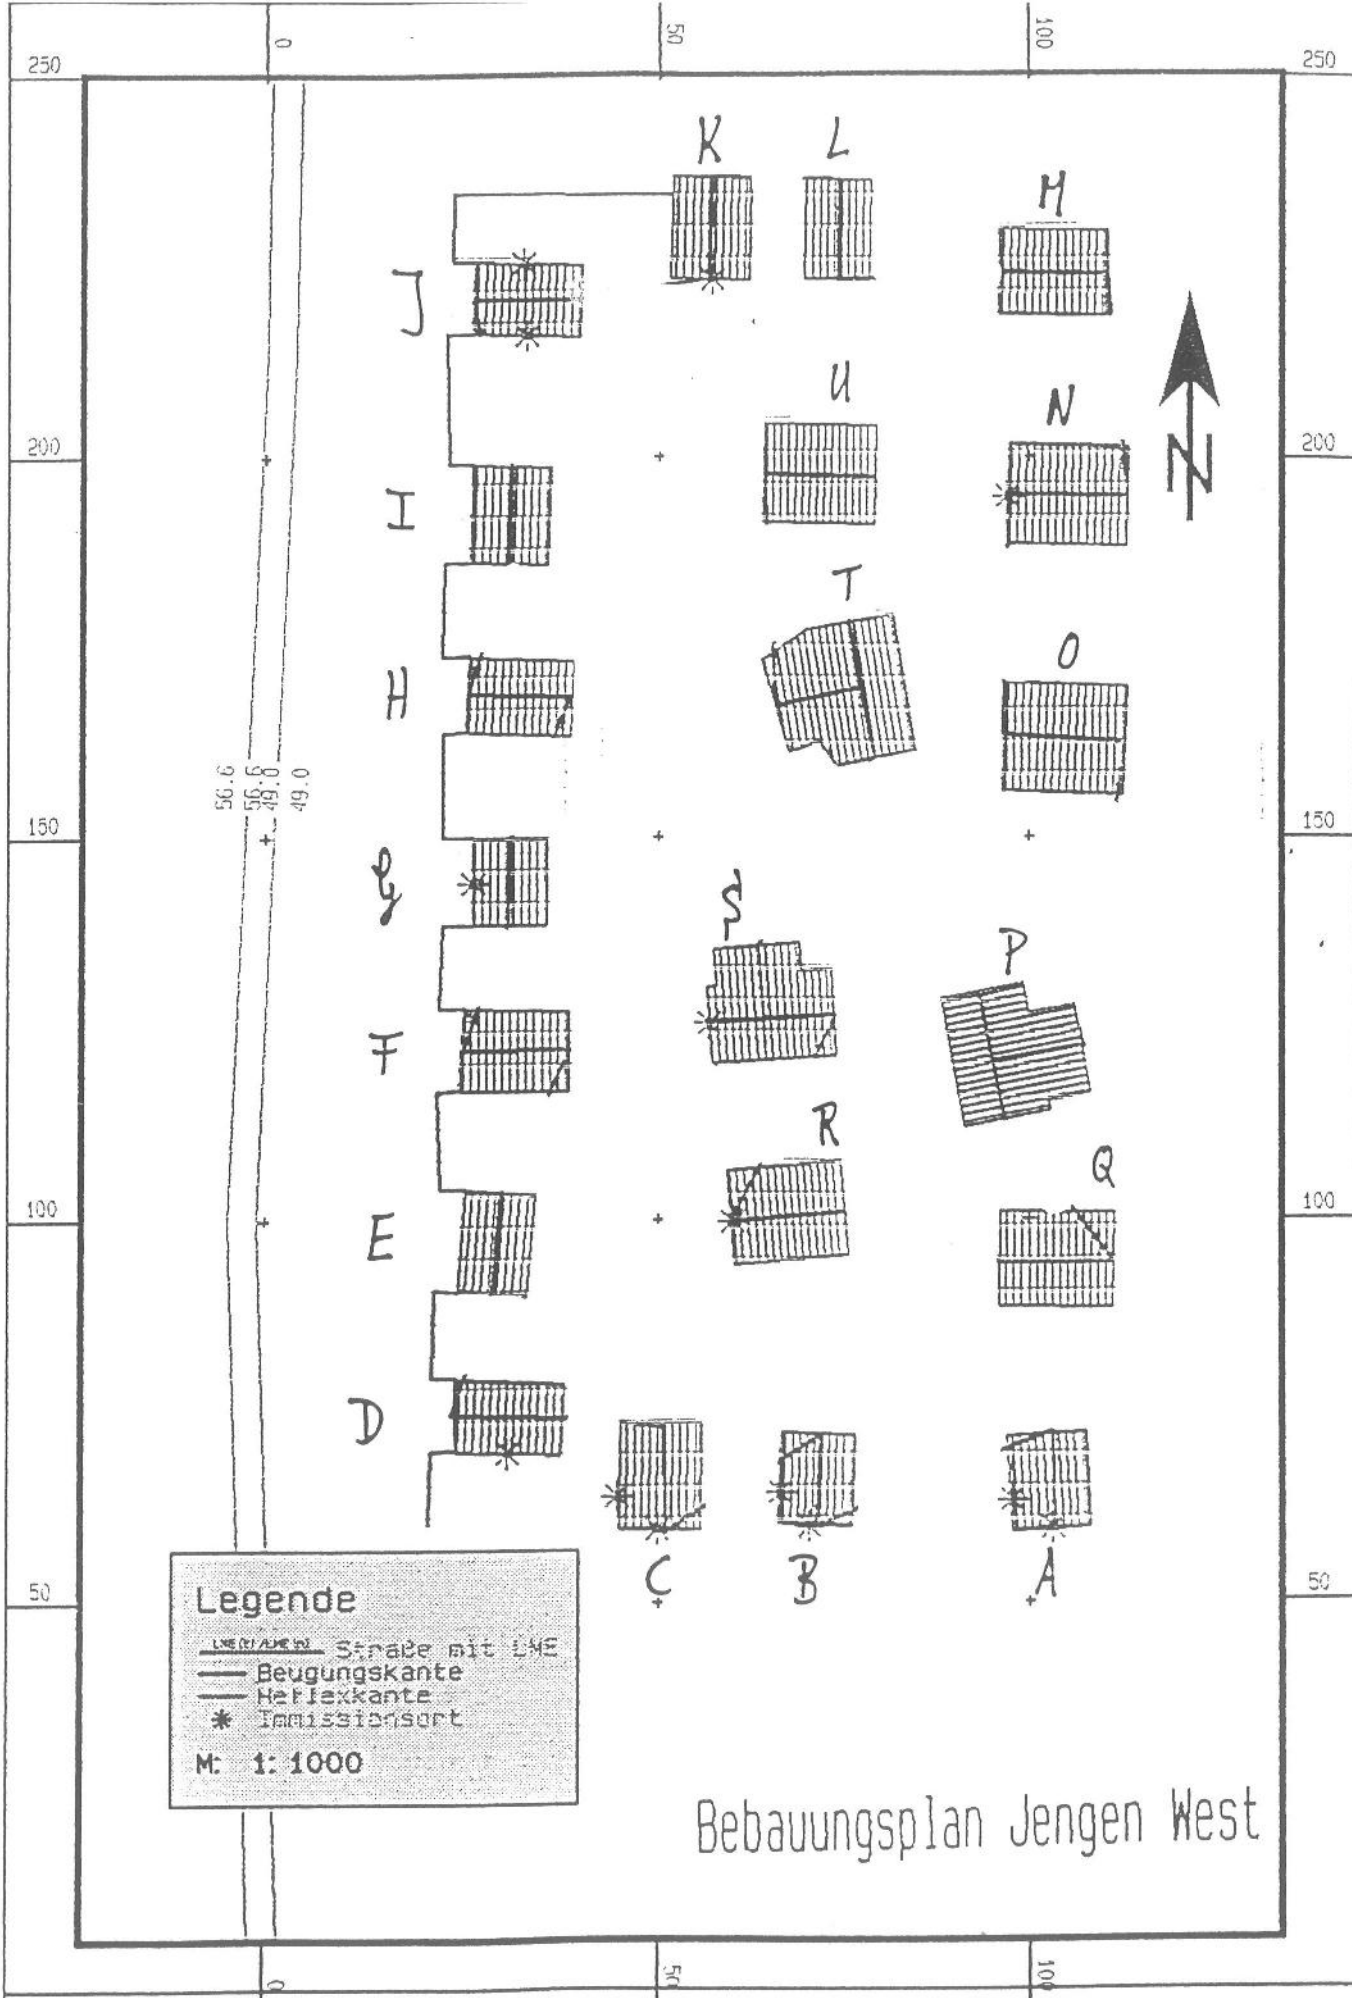 0 50 100
250 250
K L
M
J
U
N
200 200
I
T
O
H
56.6
56.6
49.0
49.0
150 150
G
S
P
F
R
Q
100 100
E
D
C B A
50 50
Legende
Straße mit LME
Beugungskante
Reflexkante
Immissionsort
M: 1:1000
Bebauungsplan Jengen West
0 50 100
N